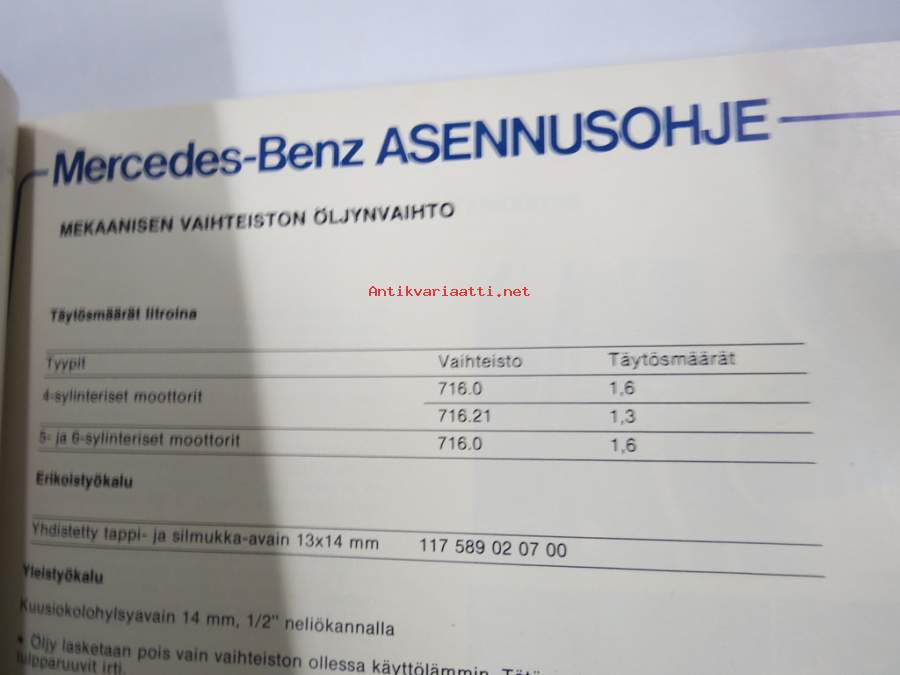 Mercedes-Benz ASENNUSOHJE
MEKAANISEN VAIHTEISTON ÖLJYNVAIHTO
Antikvariaatti.net
Täytösmäärät litroina
Tyypit Vaihteisto Täytösmäärät
4-sylinteriset moottorit 716.0 1,6
716.21 1,3
5- ja 6-sylinteriset moottorit 716.0 1,6
Erikoistyökalu
Yhdistetty tappi- ja silmukka-avain 13x14 mm 117 589 02 07 00
Yleistyökalu
Kuusiokolohylsyavain 14 mm, 1/2" neliökannalla
• Öljy lasketaan pois vain vaihteiston ollessa käyttölämmin.
tulpparuuvit irti.